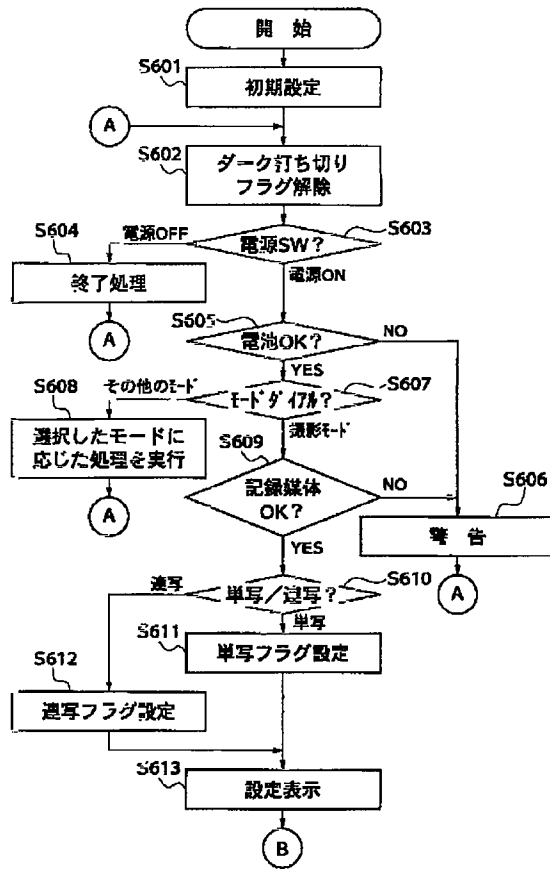 開 始
S601
初期設定
A
S602
ダーク打ち切り
フラグ解除
S603
電源SW?
電源OFF
S604
終了処理
A
電源ON
S605
電池OK?
NO
YES
S607
モードダイアル?
その他のモード
S608
選択したモードに
応じた処理を実行
A
撮影モード
S609
記録媒体
OK?
NO
S606
警 告
A
YES
S610
単写/連写?
連写
単写
S611
単写フラグ設定
S612
連写フラグ設定
S613
設定表示
B